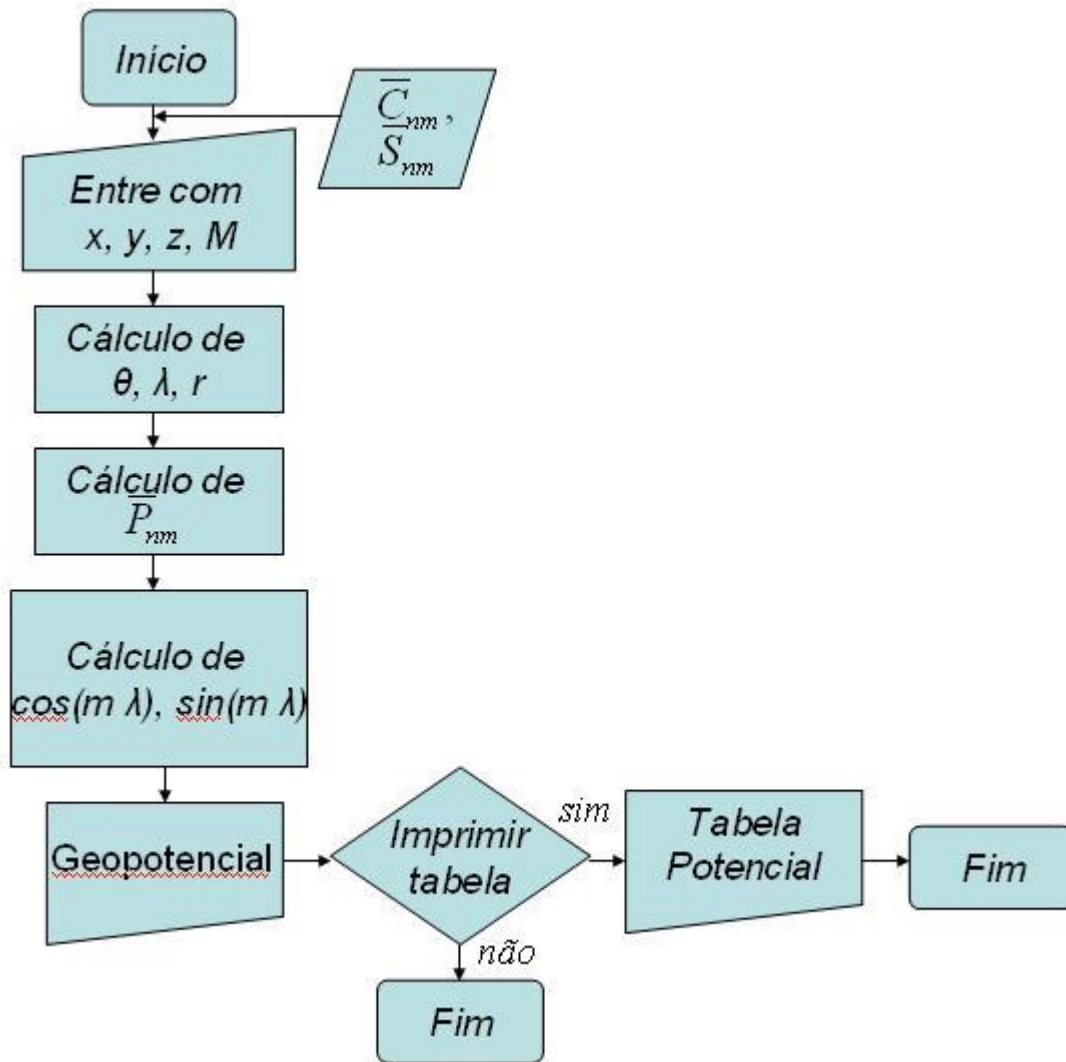 Início
C̅nm,
S̅nm
Entre com
x, y, z, M
Cálculo de
θ, λ, r
Cálculo de
P̅nm
Cálculo de
cos(m λ), sin(m λ)
Geopotencial
Imprimir
tabela
sim
Tabela
Potencial
Fim
não
Fim